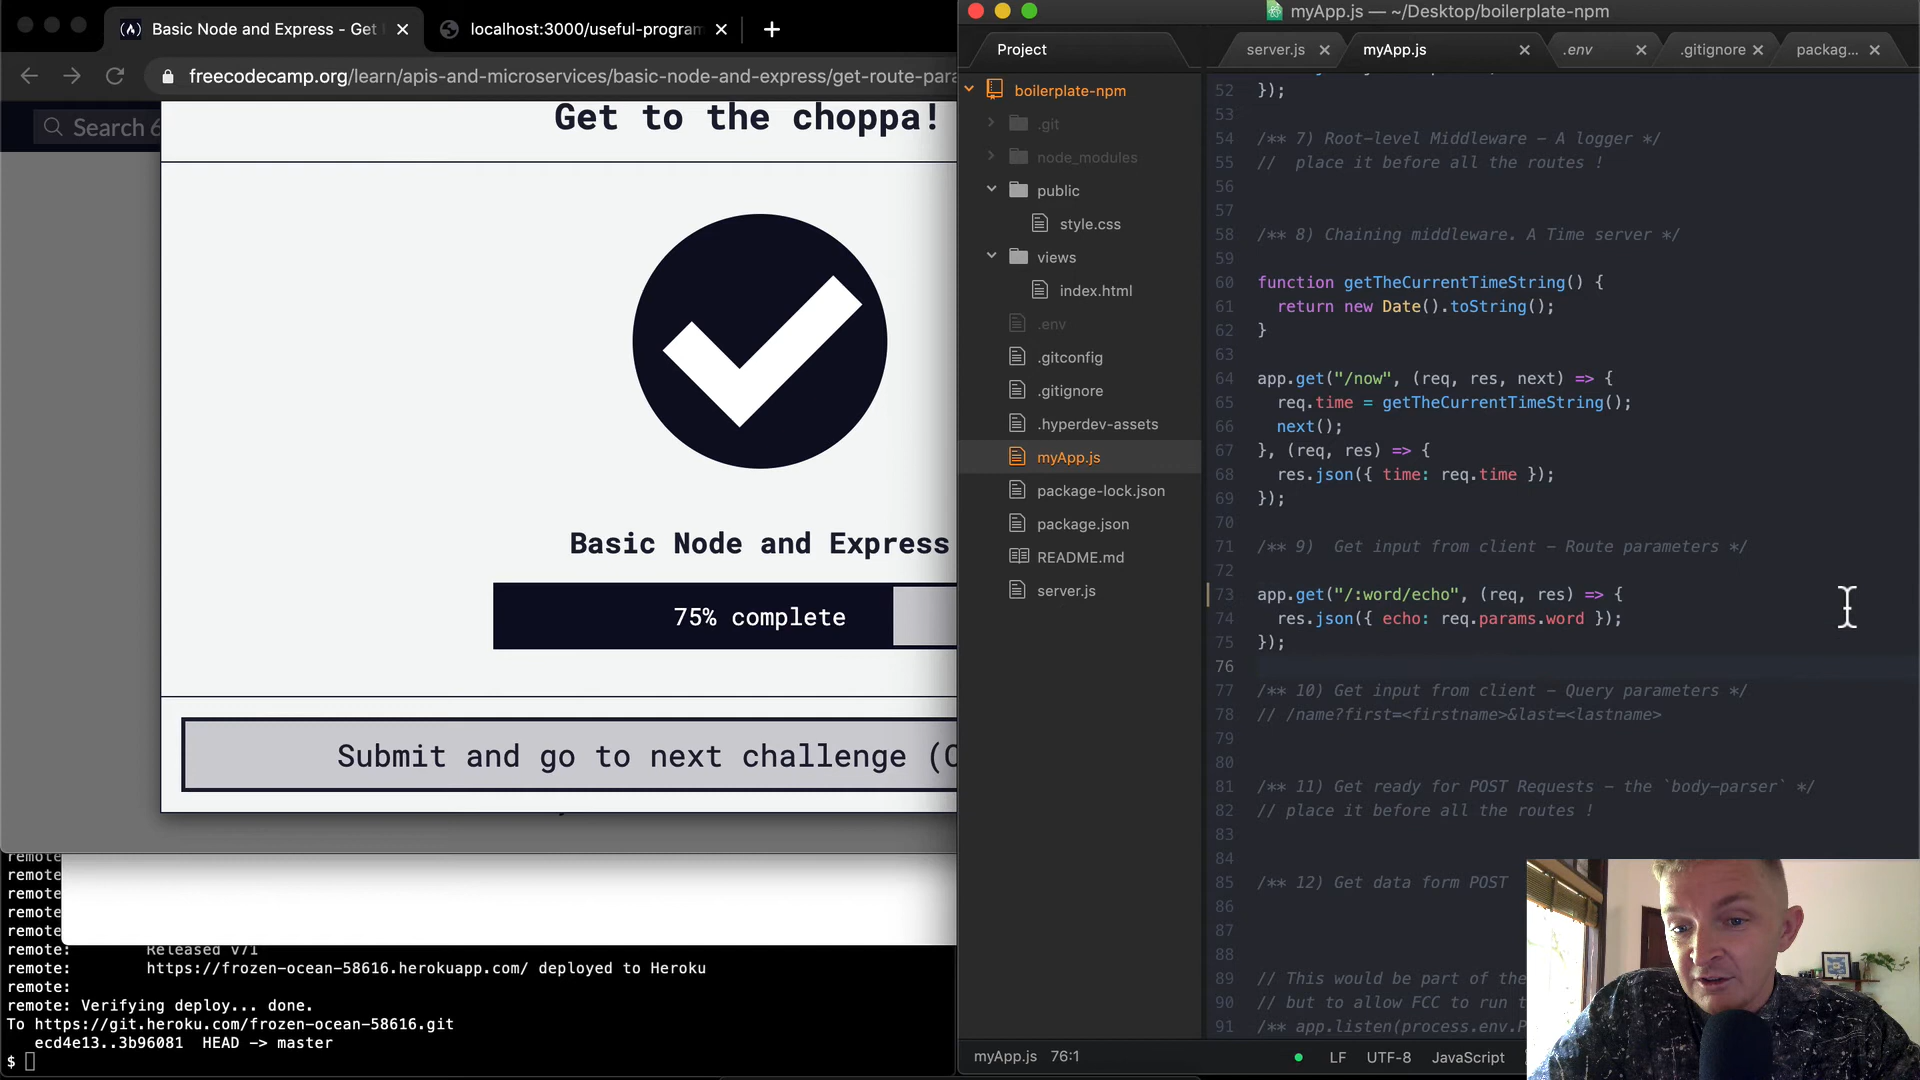 Basic Node and Express - Get
localhost:3000/useful-program
freecodecamp.org/learn/apis-and-microservices/basic-node-and-express/get-route-para
Search 6
Get to the choppa!
Basic Node and Express
75% complete
Submit and go to next challenge (C
remote
remote
remote
remote
remote
remote: Released v71
remote: https://frozen-ocean-58616.herokuapp.com/ deployed to Heroku
remote:
remote: Verifying deploy... done.
To https://git.heroku.com/frozen-ocean-58616.git
ecd4e13..3b96081 HEAD -> master
$
myApp.js — ~/Desktop/boilerplate-npm
Project
server.js
myApp.js
.env
.gitignore
packag...
boilerplate-npm
.git
node_modules
public
style.css
views
index.html
.env
.gitconfig
.gitignore
.hyperdev-assets
myApp.js
package-lock.json
package.json
README.md
server.js
52 });
53
54 /** 7) Root-level Middleware - A logger */
55 //  place it before all the routes !
56
57
58 /** 8) Chaining middleware. A Time server */
59
60 function getTheCurrentTimeString() {
61   return new Date().toString();
62 }
63
64 app.get("/now", (req, res, next) => {
65   req.time = getTheCurrentTimeString();
66   next();
67 }, (req, res) => {
68   res.json({ time: req.time });
69 });
70
71 /** 9)  Get input from client - Route parameters */
72
73 app.get("/:word/echo", (req, res) => {
74   res.json({ echo: req.params.word });
75 });
76
77 /** 10) Get input from client - Query parameters */
78 // /name?first=<firstname>&last=<lastname>
79
80
81 /** 11) Get ready for POST Requests - the `body-parser` */
82 // place it before all the routes !
83
84
85 /** 12) Get data form POST
86
87
88
89 // This would be part of the
90 // but to allow FCC to run t
91 /** app.listen(process.env.P
myApp.js 76:1
LF UTF-8 JavaScript